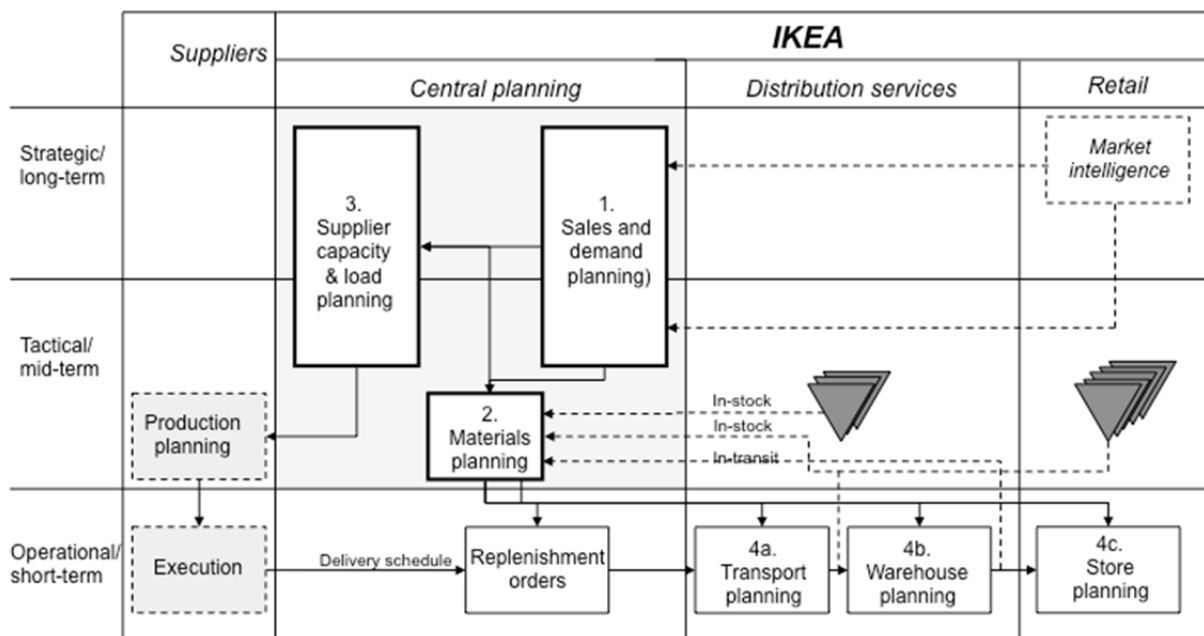 IKEA
Suppliers
Central planning
Distribution services
Retail
Strategic/
long-term
3.
Supplier
capacity
& load
planning
1.
Sales and
demand
planning)
Market
intelligence
Tactical/
mid-term
Production
planning
2.
Materials
planning
In-stock
In-stock
In-transit
Operational/
short-term
Execution
Delivery schedule
Replenishment
orders
4a.
Transport
planning
4b.
Warehouse
planning
4c.
Store
planning